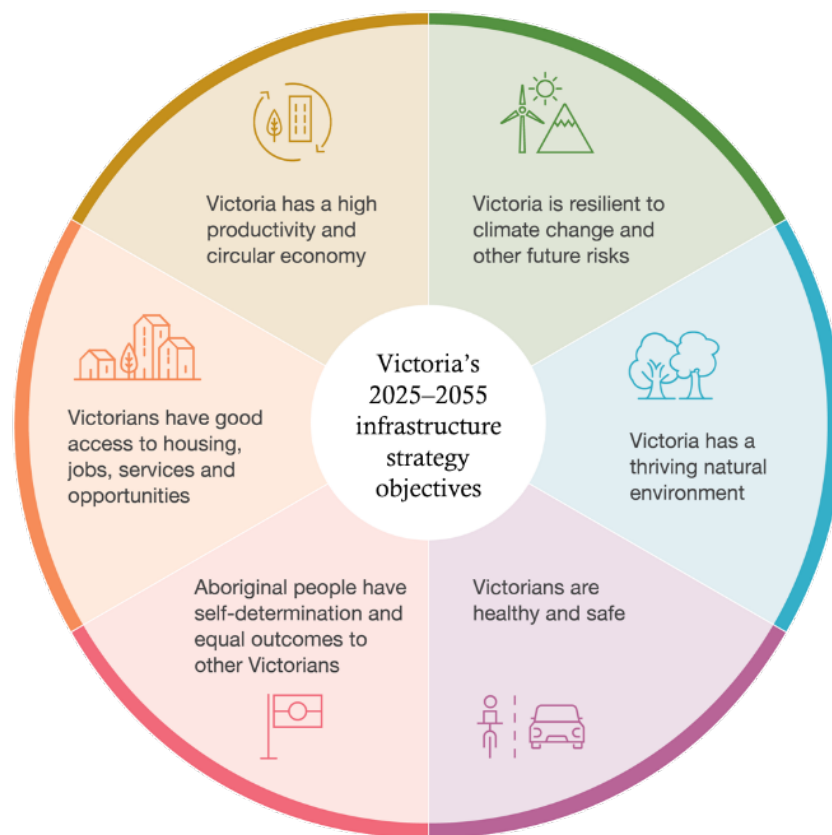 Victoria's
2025–2055
infrastructure
strategy
objectives
Victoria has a high
productivity and
circular economy
Victoria is resilient to
climate change and
other future risks
Victoria has a
thriving natural
environment
Victorians are
healthy and safe
Aboriginal people have
self-determination and
equal outcomes to
other Victorians
Victorians have good
access to housing,
jobs, services and
opportunities